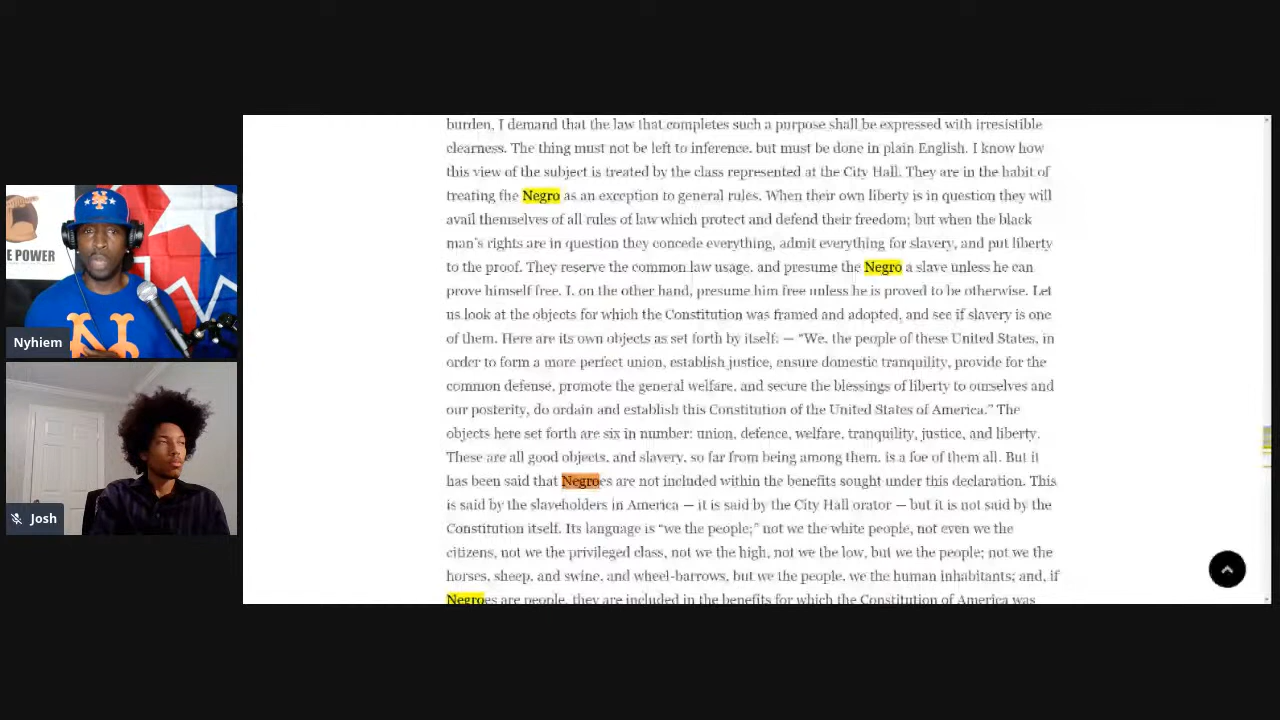 burden, I demand that the law that completes such a purpose shall be expressed with irresistible
clearness. The thing must not be left to inference, but must be done in plain English. I know how
this view of the subject is treated by the class represented at the City Hall. They are in the habit of
treating the Negro as an exception to general rules. When their own liberty is in question they will
avail themselves of all rules of law which protect and defend their freedom; but when the black
man's rights are in question they concede everything, admit everything for slavery, and put liberty
to the proof. They reserve the common law usage, and presume the Negro a slave unless he can
prove himself free. I, on the other hand, presume him free unless he is proved to be otherwise. Let
us look at the objects for which the Constitution was framed and adopted, and see if slavery is one
of them. Here are its own objects as set forth by itself: — “We, the people of these United States, in
order to form a more perfect union, establish justice, ensure domestic tranquility, provide for the
common defense, promote the general welfare, and secure the blessings of liberty to ourselves and
our posterity, do ordain and establish this Constitution of the United States of America.” The
objects here set forth are six in number: union, defence, welfare, tranquility, justice, and liberty.
These are all good objects, and slavery, so far from being among them, is a foe of them all. But it
has been said that Negroes are not included within the benefits sought under this declaration. This
is said by the slaveholders in America — it is said by the City Hall orator — but it is not said by the
Constitution itself. Its language is “we the people;” not we the white people, not even we the
citizens, not we the privileged class, not we the high, not we the low, but we the people; not we the
horses, sheep, and swine, and wheel-barrows, but we the people, we the human inhabitants; and, if
Negroes are people, they are included in the benefits for which the Constitution of America was
E POWER
NY
Nyhiem
Josh